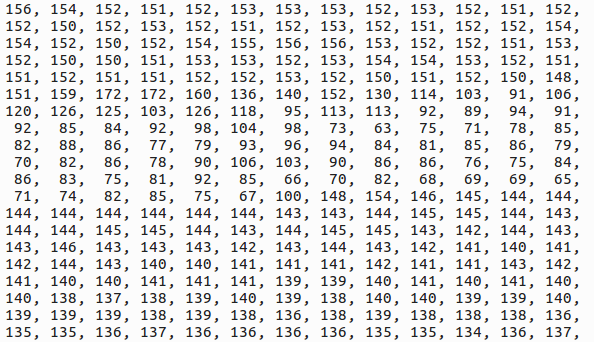 156, 154, 152, 151, 152, 153, 153, 153, 152, 153, 152, 151, 152,
152, 150, 152, 153, 152, 151, 152, 153, 152, 151, 152, 152, 154,
154, 152, 150, 152, 154, 155, 156, 156, 153, 152, 152, 151, 153,
152, 150, 150, 151, 153, 153, 152, 153, 154, 154, 153, 152, 151,
151, 152, 151, 151, 152, 152, 153, 152, 150, 151, 152, 150, 148,
151, 159, 172, 172, 160, 136, 140, 152, 130, 114, 103, 91, 106,
120, 126, 125, 103, 126, 118, 95, 113, 113, 92, 89, 94, 91,
92, 85, 84, 92, 98, 104, 98, 73, 63, 75, 71, 78, 85,
82, 88, 86, 77, 79, 93, 96, 94, 84, 81, 85, 86, 79,
70, 82, 86, 78, 90, 106, 103, 90, 86, 86, 76, 75, 84,
86, 83, 75, 81, 92, 85, 66, 70, 82, 68, 69, 69, 65,
71, 74, 82, 85, 75, 67, 100, 148, 154, 146, 145, 144, 144,
144, 144, 144, 144, 144, 144, 143, 143, 144, 145, 145, 144, 143,
144, 144, 145, 145, 144, 143, 144, 145, 145, 143, 142, 144, 143,
143, 146, 143, 143, 143, 142, 143, 144, 143, 142, 141, 140, 141,
142, 144, 143, 140, 140, 141, 141, 141, 142, 141, 141, 143, 142,
141, 140, 140, 141, 141, 141, 139, 139, 140, 141, 140, 141, 140,
140, 138, 137, 138, 139, 140, 139, 138, 140, 140, 139, 139, 140,
139, 139, 139, 138, 139, 138, 136, 138, 139, 138, 138, 138, 136,
135, 135, 136, 137, 136, 136, 136, 136, 135, 135, 134, 136, 137,